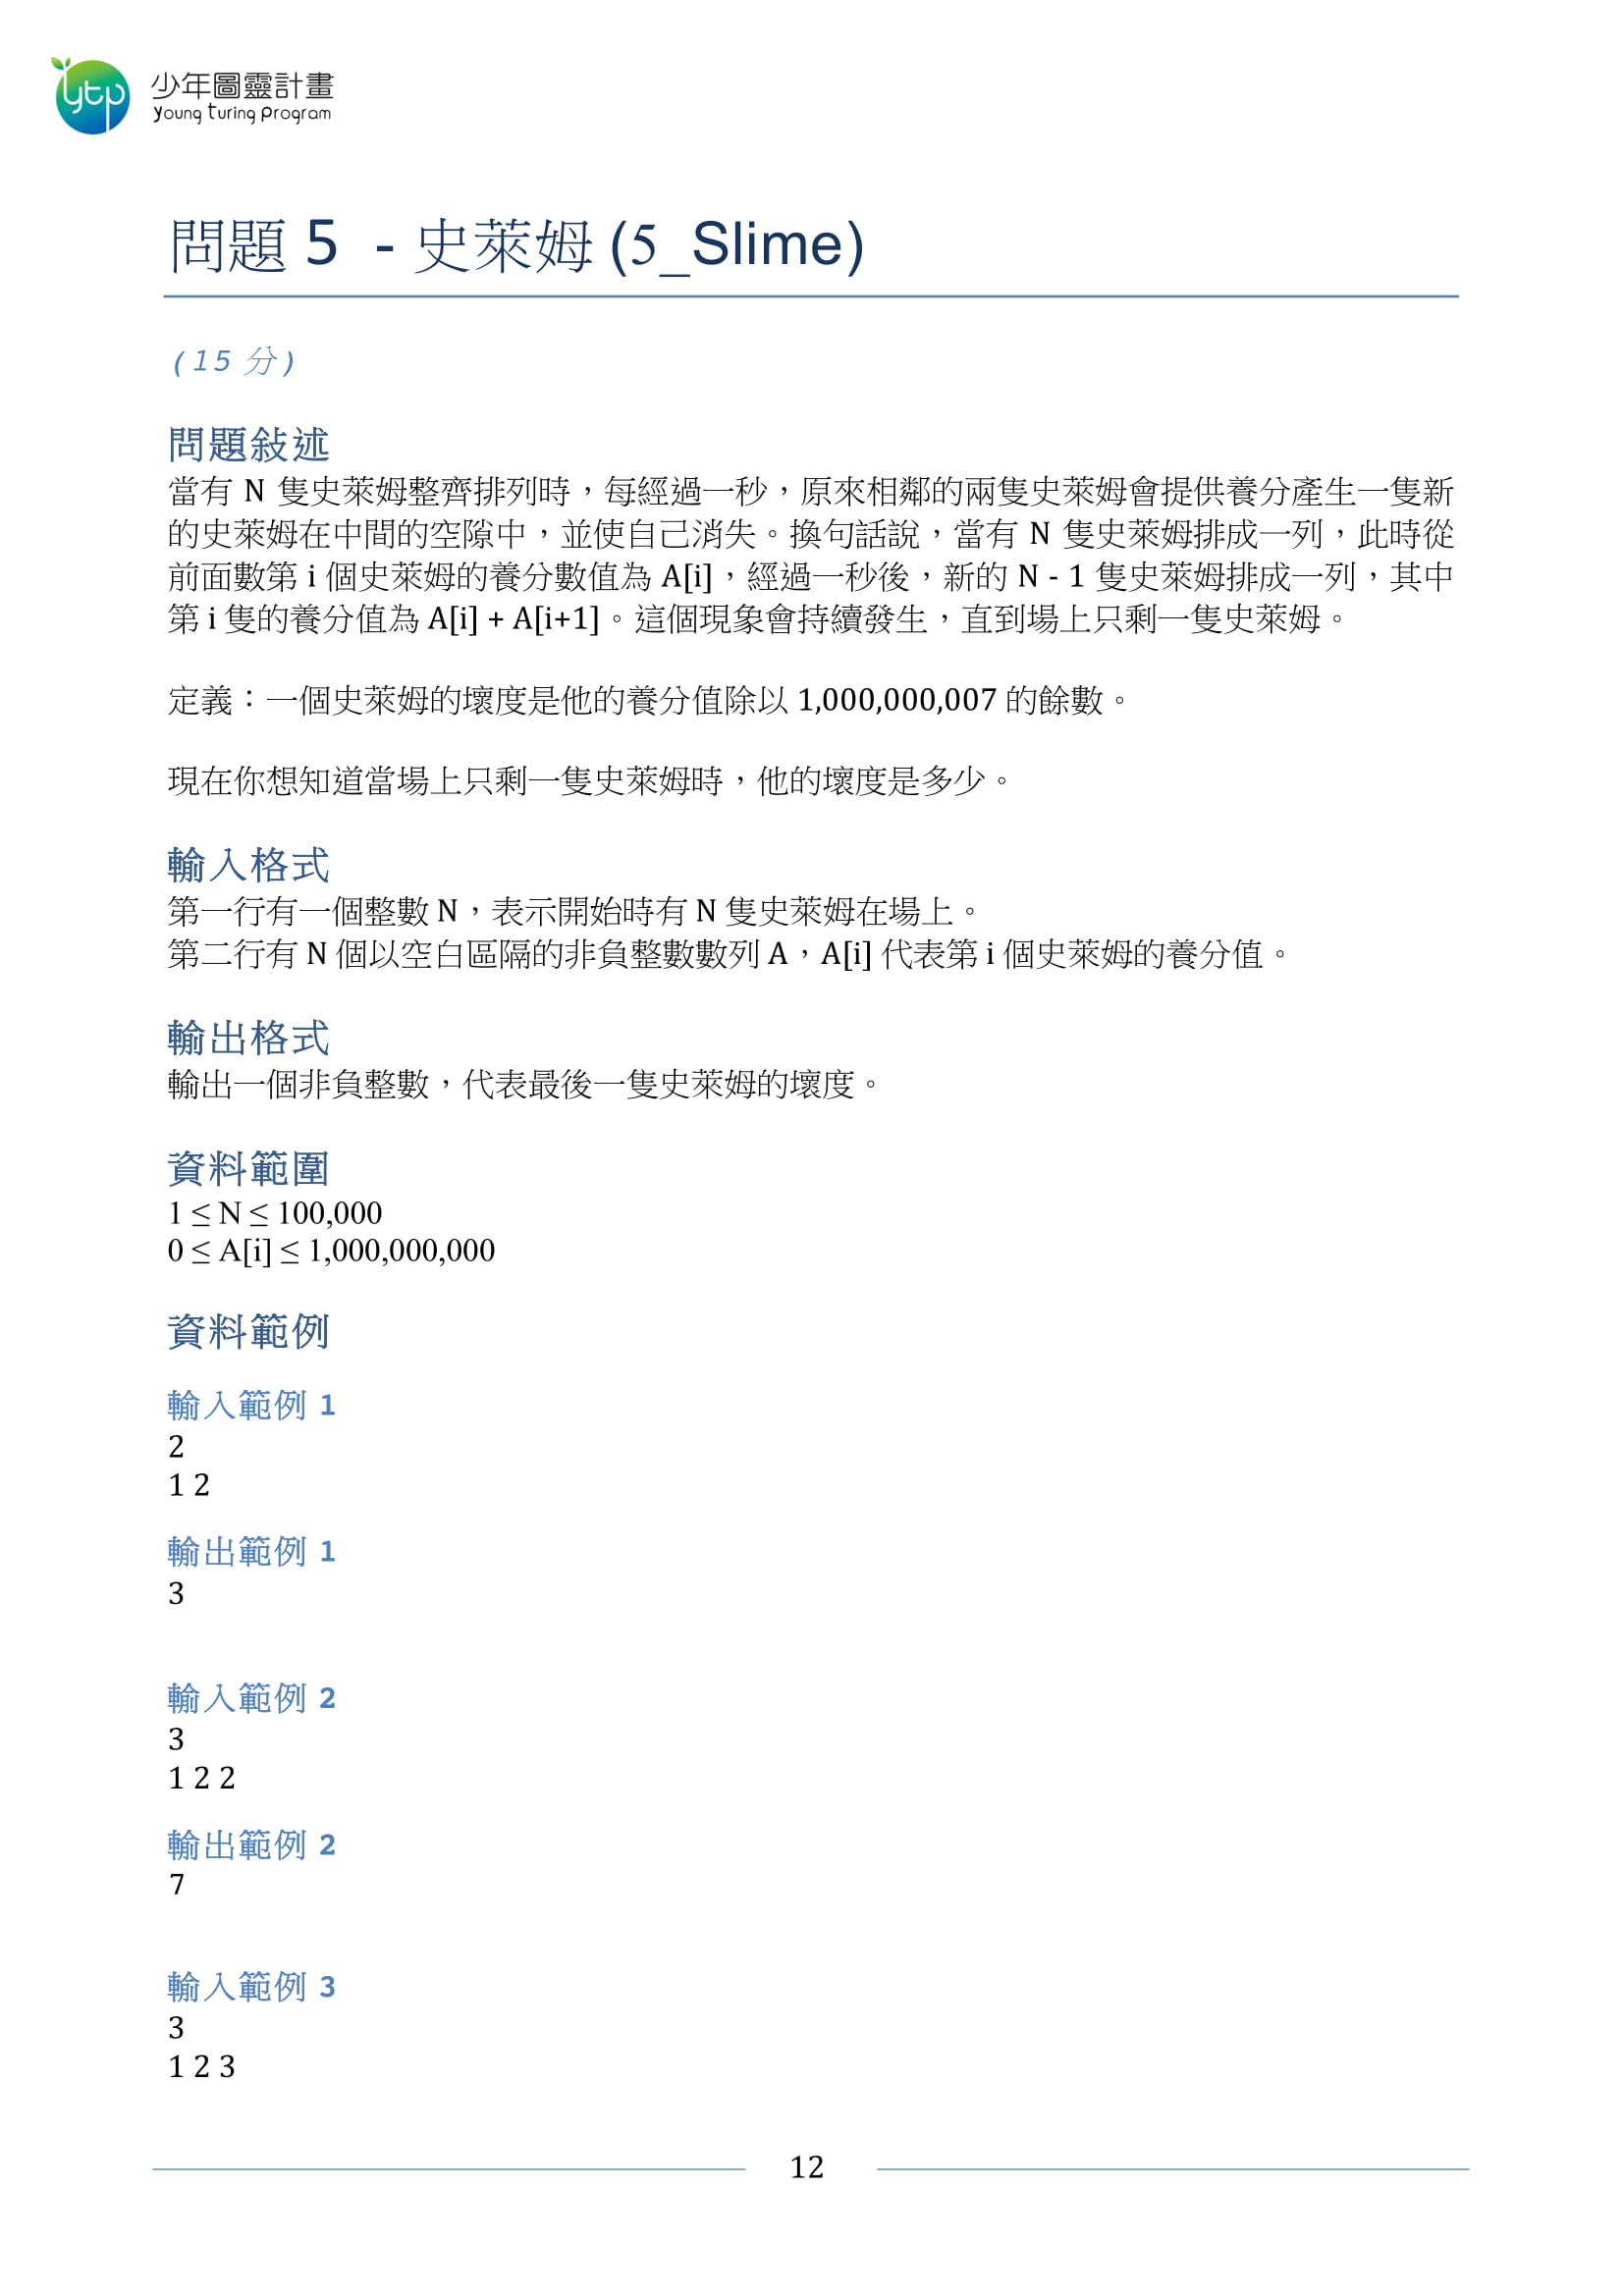 ytp 少年圖靈計畫
Young Turing Program
問題 5 - 史萊姆 (5_Slime)
(15 分)
問題敍述
當有 N 隻史萊姆整齊排列時，每經過一秒，原來相鄰的兩隻史萊姆會提供養分產生一隻新
的史萊姆在中間的空隙中，並使自己消失。換句話說，當有 N 隻史萊姆排成一列，此時從
前面數第 i 個史萊姆的養分數值為 A[i]，經過一秒後，新的 N - 1 隻史萊姆排成一列，其中
第 i 隻的養分值為 A[i] + A[i+1]。這個現象會持續發生，直到場上只剩一隻史萊姆。
定義：一個史萊姆的壞度是他的養分值除以 1,000,000,007 的餘數。
現在你想知道當場上只剩一隻史萊姆時，他的壞度是多少。
輸入格式
第一行有一個整數 N，表示開始時有 N 隻史萊姆在場上。
第二行有 N 個以空白區隔的非負整數數列 A，A[i] 代表第 i 個史萊姆的養分值。
輸出格式
輸出一個非負整數，代表最後一隻史萊姆的壞度。
資料範圍
1 ≤ N ≤ 100,000
0 ≤ A[i] ≤ 1,000,000,000
資料範例
輸入範例 1
2
1 2
輸出範例 1
3
輸入範例 2
3
1 2 2
輸出範例 2
7
輸入範例 3
3
1 2 3
12